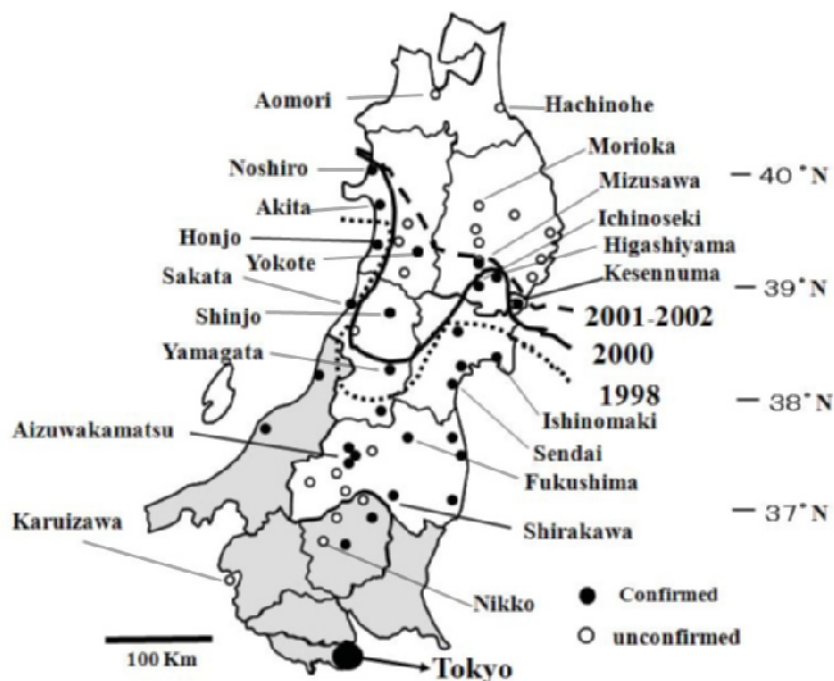 Aomori
Hachinohe
Morioka
Noshiro
40°N
Mizusawa
Akita
Ichinoseki
Honjo
Higashiyama
Yokote
Kesennuma
Sakata
39°N
Shinjo
2001-2002
Yamagata
2000
1998
38°N
Ishinomaki
Aizuwakamatsu
Sendai
Fukushima
37°N
Karuizawa
Shirakawa
Nikko
Confirmed
unconfirmed
100 Km
Tokyo